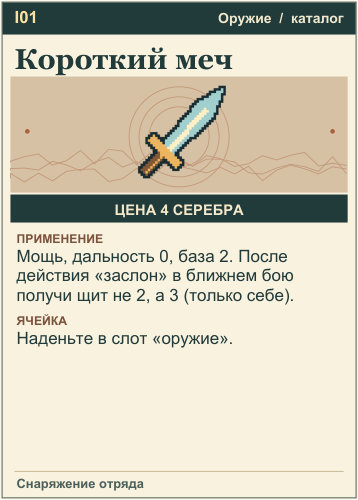 I01
Оружие / каталог
Короткий меч
ЦЕНА 4 СЕРЕБРА
ПРИМЕНЕНИЕ
Мощь, дальность 0, база 2. После
действия «заслон» в ближнем бою
получи щит не 2, а 3 (только себе).
ЯЧЕЙКА
Наденьте в слот «оружие».
Снаряжение отряда